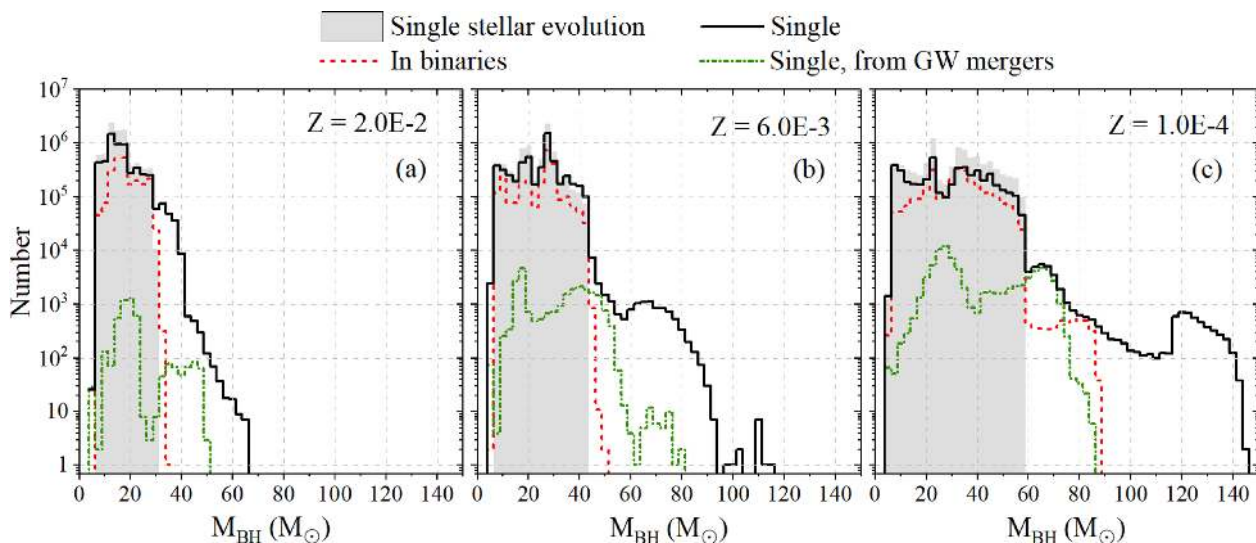 Single stellar evolution Single
In binaries Single, from GW mergers
Number
10^7
10^6
10^5
10^4
10^3
10^2
10
1
Z = 2.0E-2
(a)
Z = 6.0E-3
(b)
Z = 1.0E-4
(c)
0 20 40 60 80 100 120 140
0 20 40 60 80 100 120 140
0 20 40 60 80 100 120 140
M_BH (M_⊙)
M_BH (M_⊙)
M_BH (M_⊙)